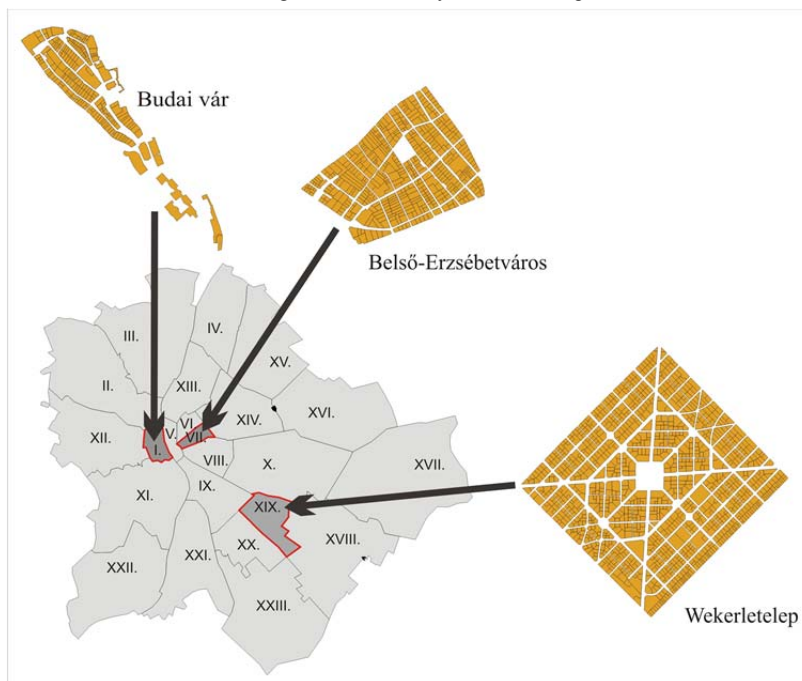 Budai vár
Belső-Erzsébetváros
III.
IV.
XV.
II.
XIII.
XVI.
XII.
I.
V.
VI.
VII.
XIV.
VIII.
X.
XVII.
XI.
IX.
XIX.
XVIII.
XX.
XXII.
XXI.
XXIII.
Wekerletelep